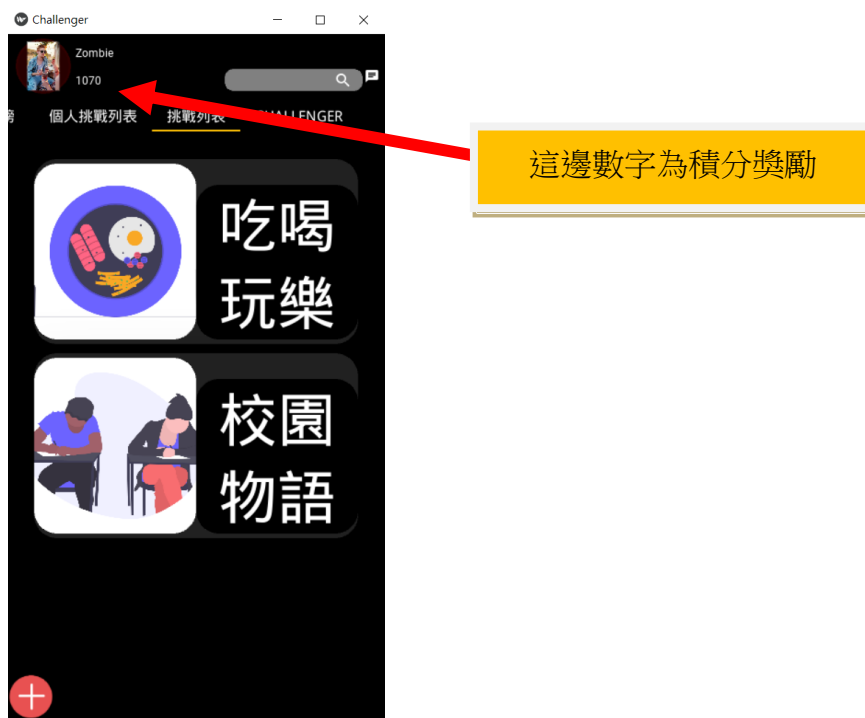 Challenger
Zombie
1070
個人挑戰列表 挑戰列表
這邊數字為積分獎勵
吃喝
玩樂
校園
物語